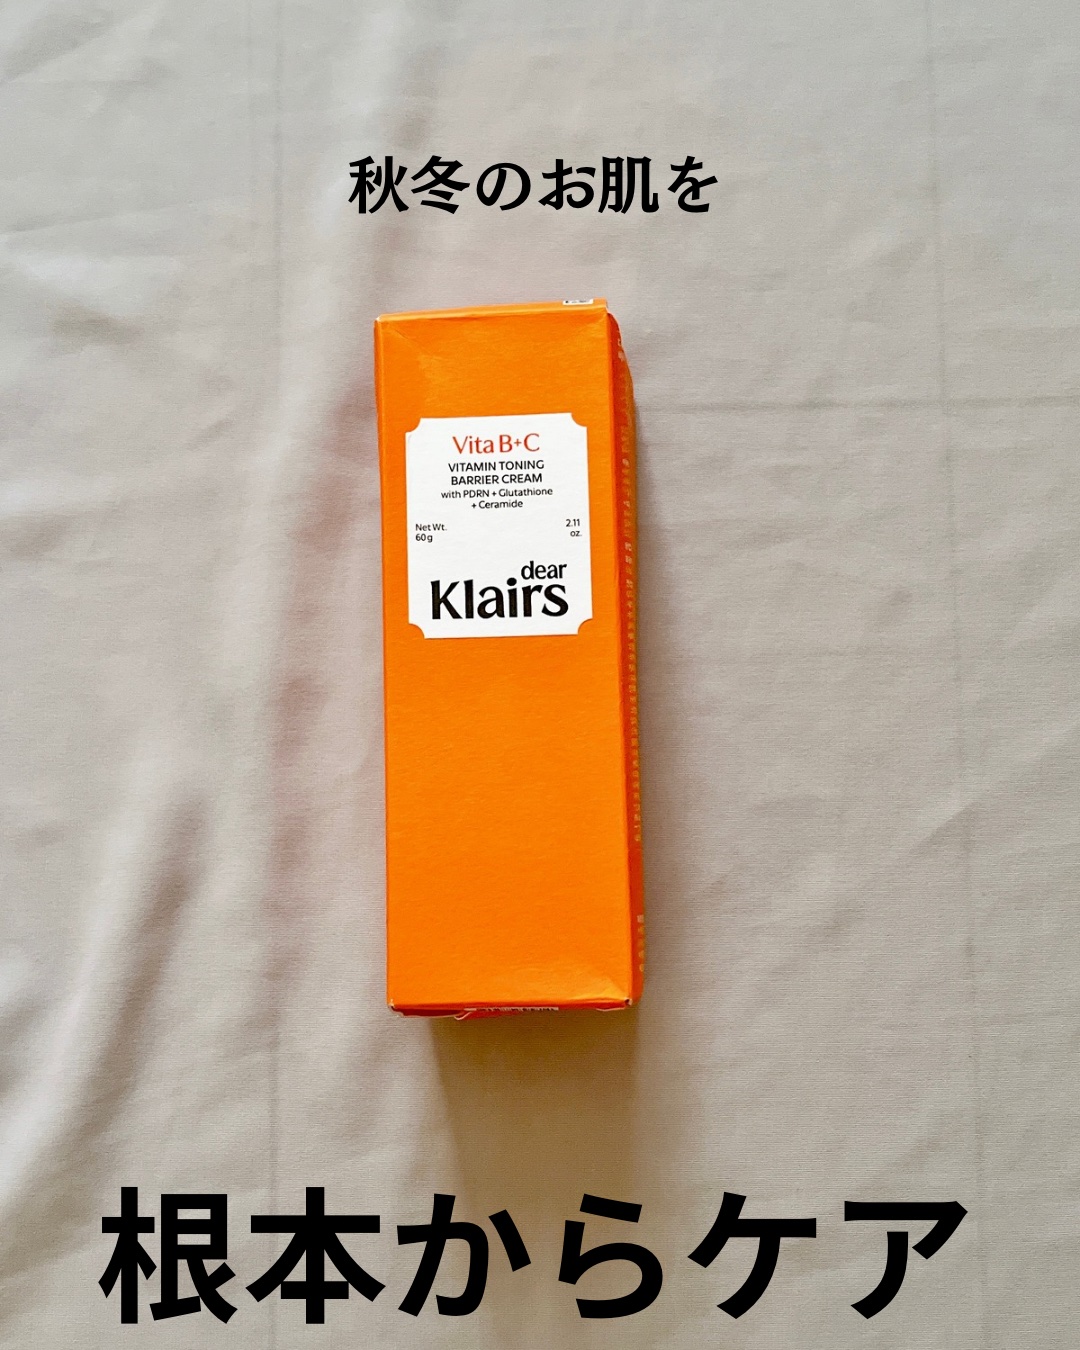 秋冬のお肌を
Vita B+C
VITAMIN TONING
BARRIER CREAM
with PDRN + Glutathione
+ Ceramide
Net Wt. 2.11
60g oz.
dear
Klairs
根本からケア